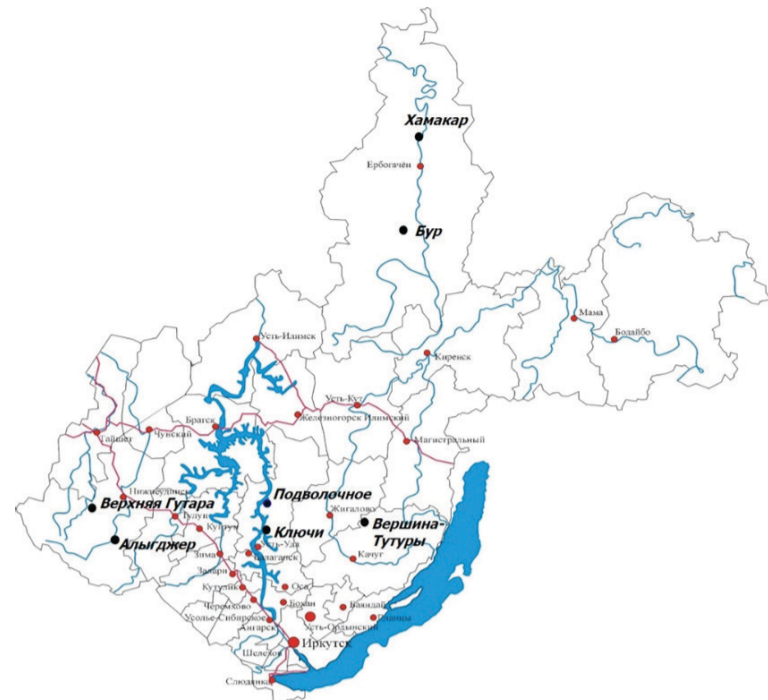 Хамакар
Ербогачён
Бур
Мама
Бодайбо
Усть-Илимск
Киренск
Усть-Кут
Братск
Железногорск Илимский
Тайшет
Чунский
Магистральный
Нижнеудинск
Подволочное
Верхняя Гутара
Тулун
Жигалово
Вершина-
Тутуры
Куйтун
Ключи
Алыгджер
Усть-Уда
Балаганск
Зима
Качуг
Залари
Кутулик
Оса
Черемхово
Бохан
Баяндай
Усолье-Сибирское
Ангарск
Усть-Ордынский
Еланцы
Иркутск
Шелехов
Слюдянка